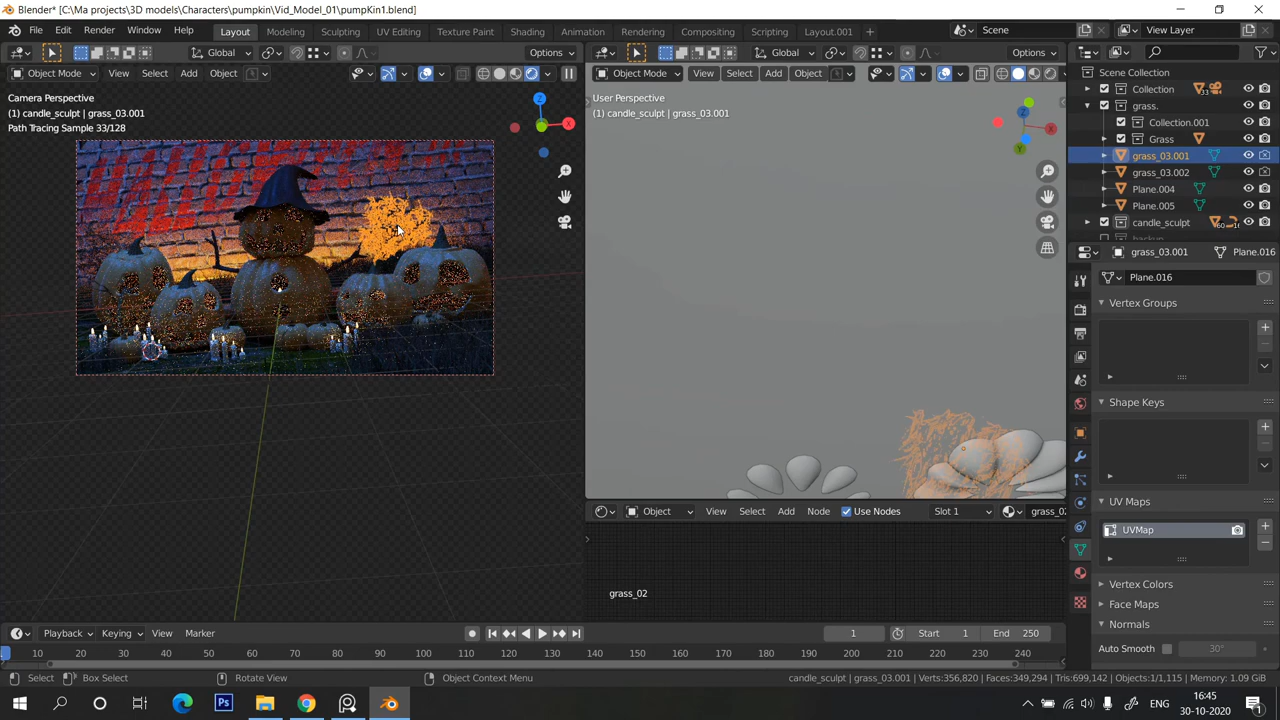 Blender* [C:\Ma projects\3D models\Characters\pumpkin\Vid_Model_01\pumpKin1.blend]
File Edit Render Window Help Layout Modeling Sculpting UV Editing Texture Paint Shading Animation Rendering Compositing Scripting Layout.001 + Scene View Layer
Global Options Global Options
Object Mode View Select Add Object Object Mode View Select Add Object
Scene Collection
Camera Perspective
(1) candle_sculpt | grass_03.001
Path Tracing Sample 33/128
User Perspective
(1) candle_sculpt | grass_03.001
Collection 33
grass.
Collection.001
Grass
grass_03.001
grass_03.002
Plane.004
Plane.005
candle_sculpt 60
backup
grass_03.001 Plane.016
Plane.016
Vertex Groups
Shape Keys
UV Maps
UVMap
Vertex Colors
Face Maps
Normals
Auto Smooth 30°
Object View Select Add Node Use Nodes Slot 1 grass_02
grass_02
Playback Keying View Marker 1 Start 1 End 250
10 20 30 40 50 60 70 80 90 100 110 120 130 140 150 160 170 180 190 200 210 220 230 240
Select Box Select Rotate View Object Context Menu candle_sculpt | grass_03.001 | Verts:356,820 | Faces:349,294 | Tris:699,142 | Objects:1/1,115 | Memory: 1.09 GiB
ENG 16:45
30-10-2020